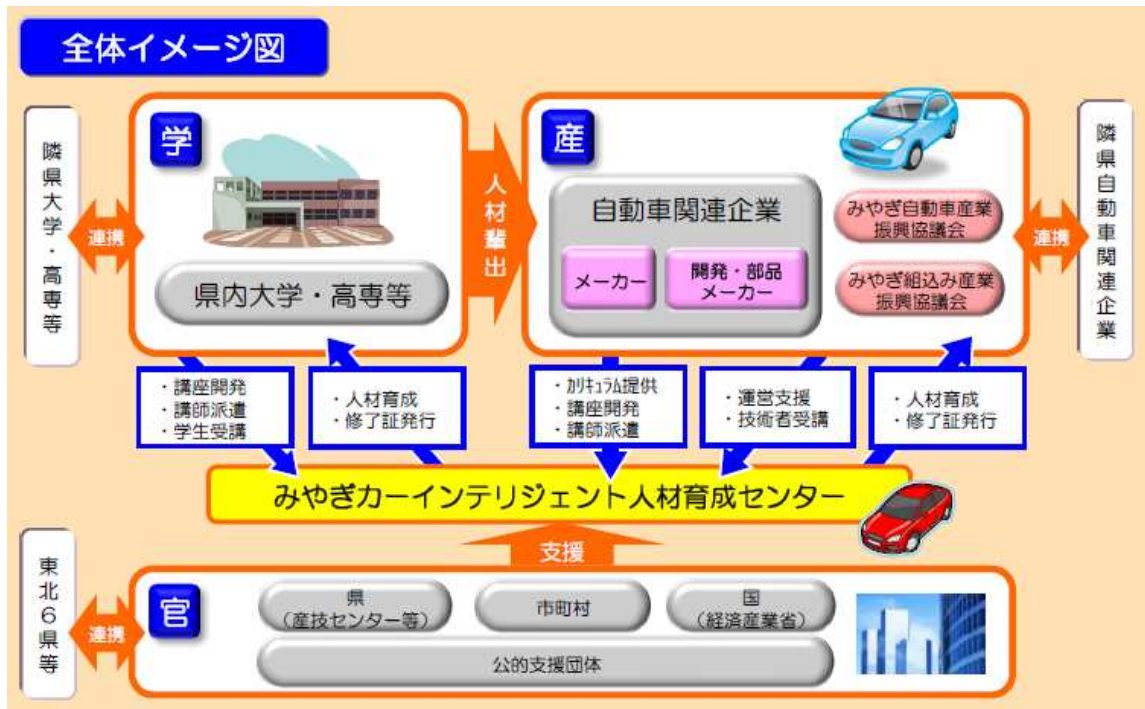 全体イメージ図
隣県大学・高専等
連携
学
県内大学・高専等
人材輩出
産
自動車関連企業
メーカー
開発・部品
メーカー
みやぎ自動車産業
振興協議会
みやぎ組込み産業
振興協議会
連携
隣県自動車関連企業
・講座開発
・講師派遣
・学生受講
・人材育成
・修了証発行
・ｶﾘｷｭﾗﾑ提供
・講座開発
・講師派遣
・運営支援
・技術者受講
・人材育成
・修了証発行
みやぎカーインテリジェント人材育成センター
支援
東北６県等
連携
官
県
（産技センター等）
市町村
国
（経済産業省）
公的支援団体